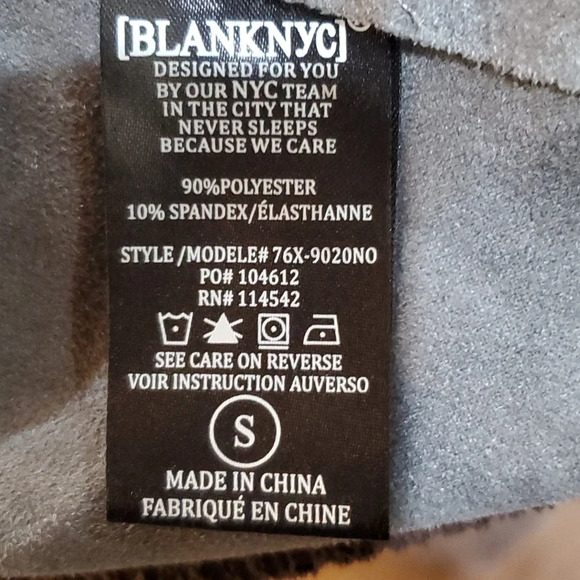 [BLANKNYC]
DESIGNED FOR YOU
BY OUR NYC TEAM
IN THE CITY THAT
NEVER SLEEPS
BECAUSE WE CARE
90%POLYESTER
10% SPANDEX/ÉLASTHANNE
STYLE /MODELE# 76X-9020NO
PO# 104612
RN# 114542
SEE CARE ON REVERSE
VOIR INSTRUCTION AUVERSO
S
MADE IN CHINA
FABRIQUÉ EN CHINE